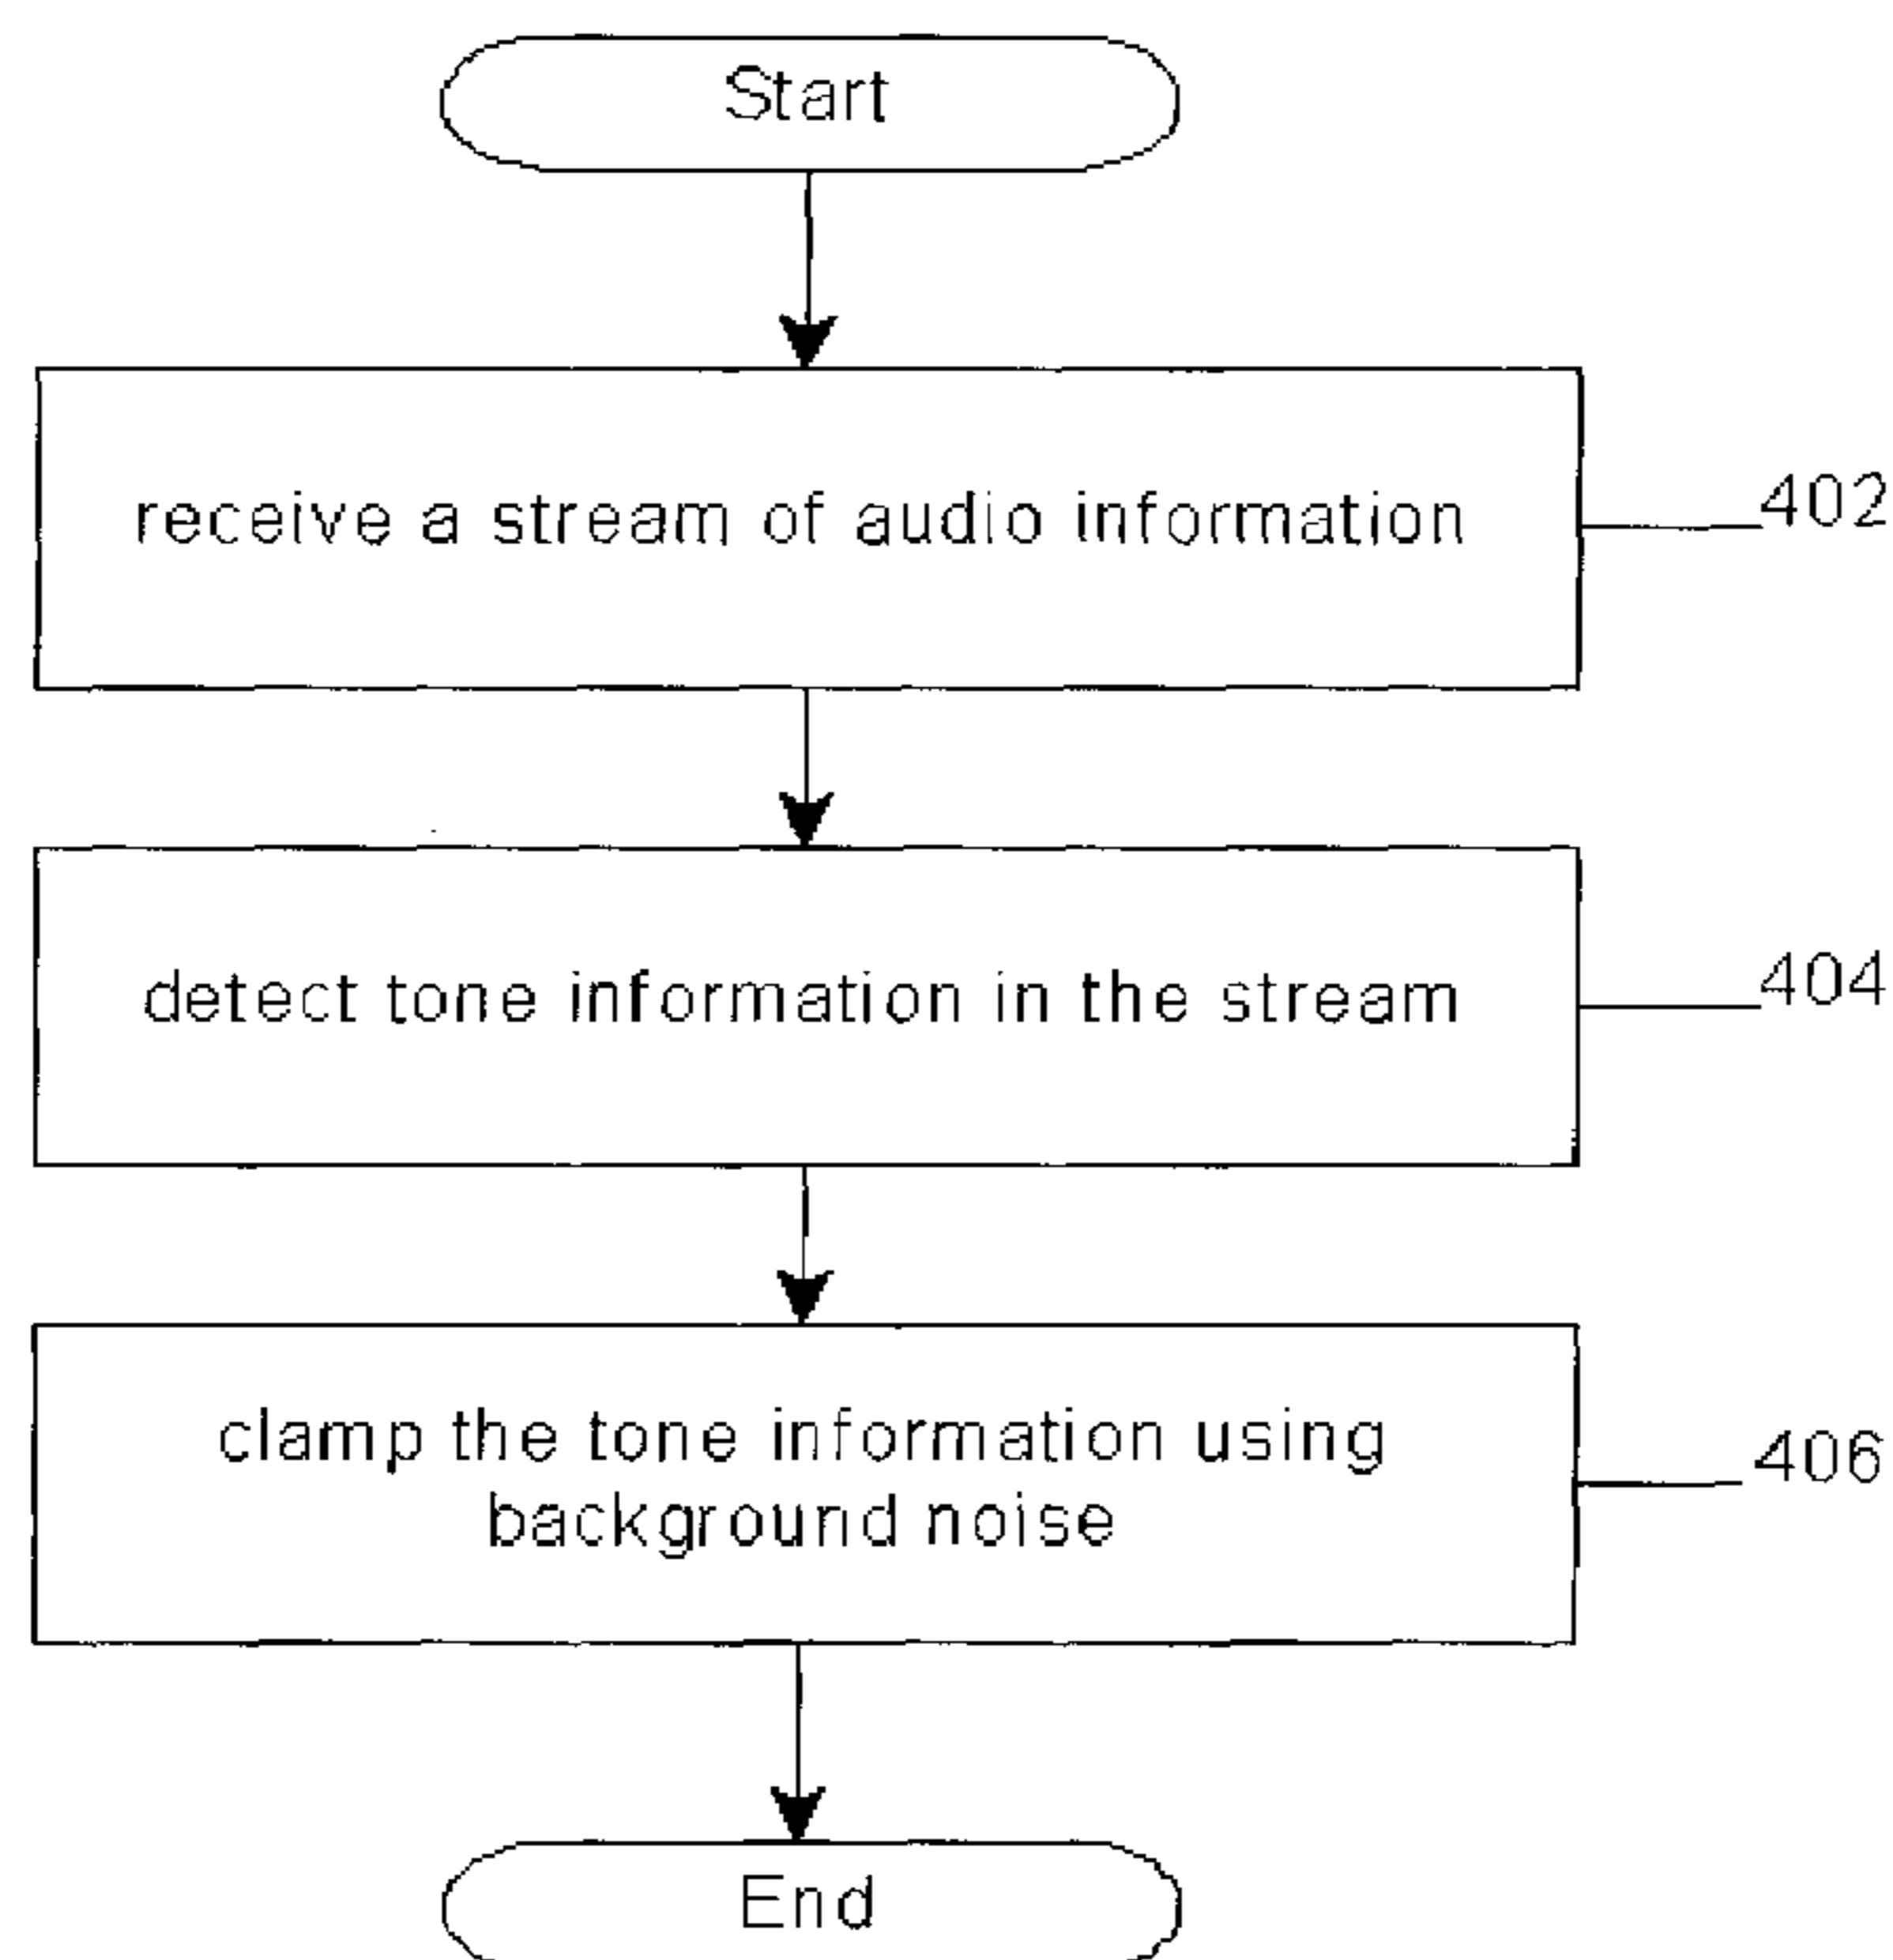 Start
receive a stream of audio information
402
detect tone information in the stream
404
clamp the tone information using
background noise
406
End